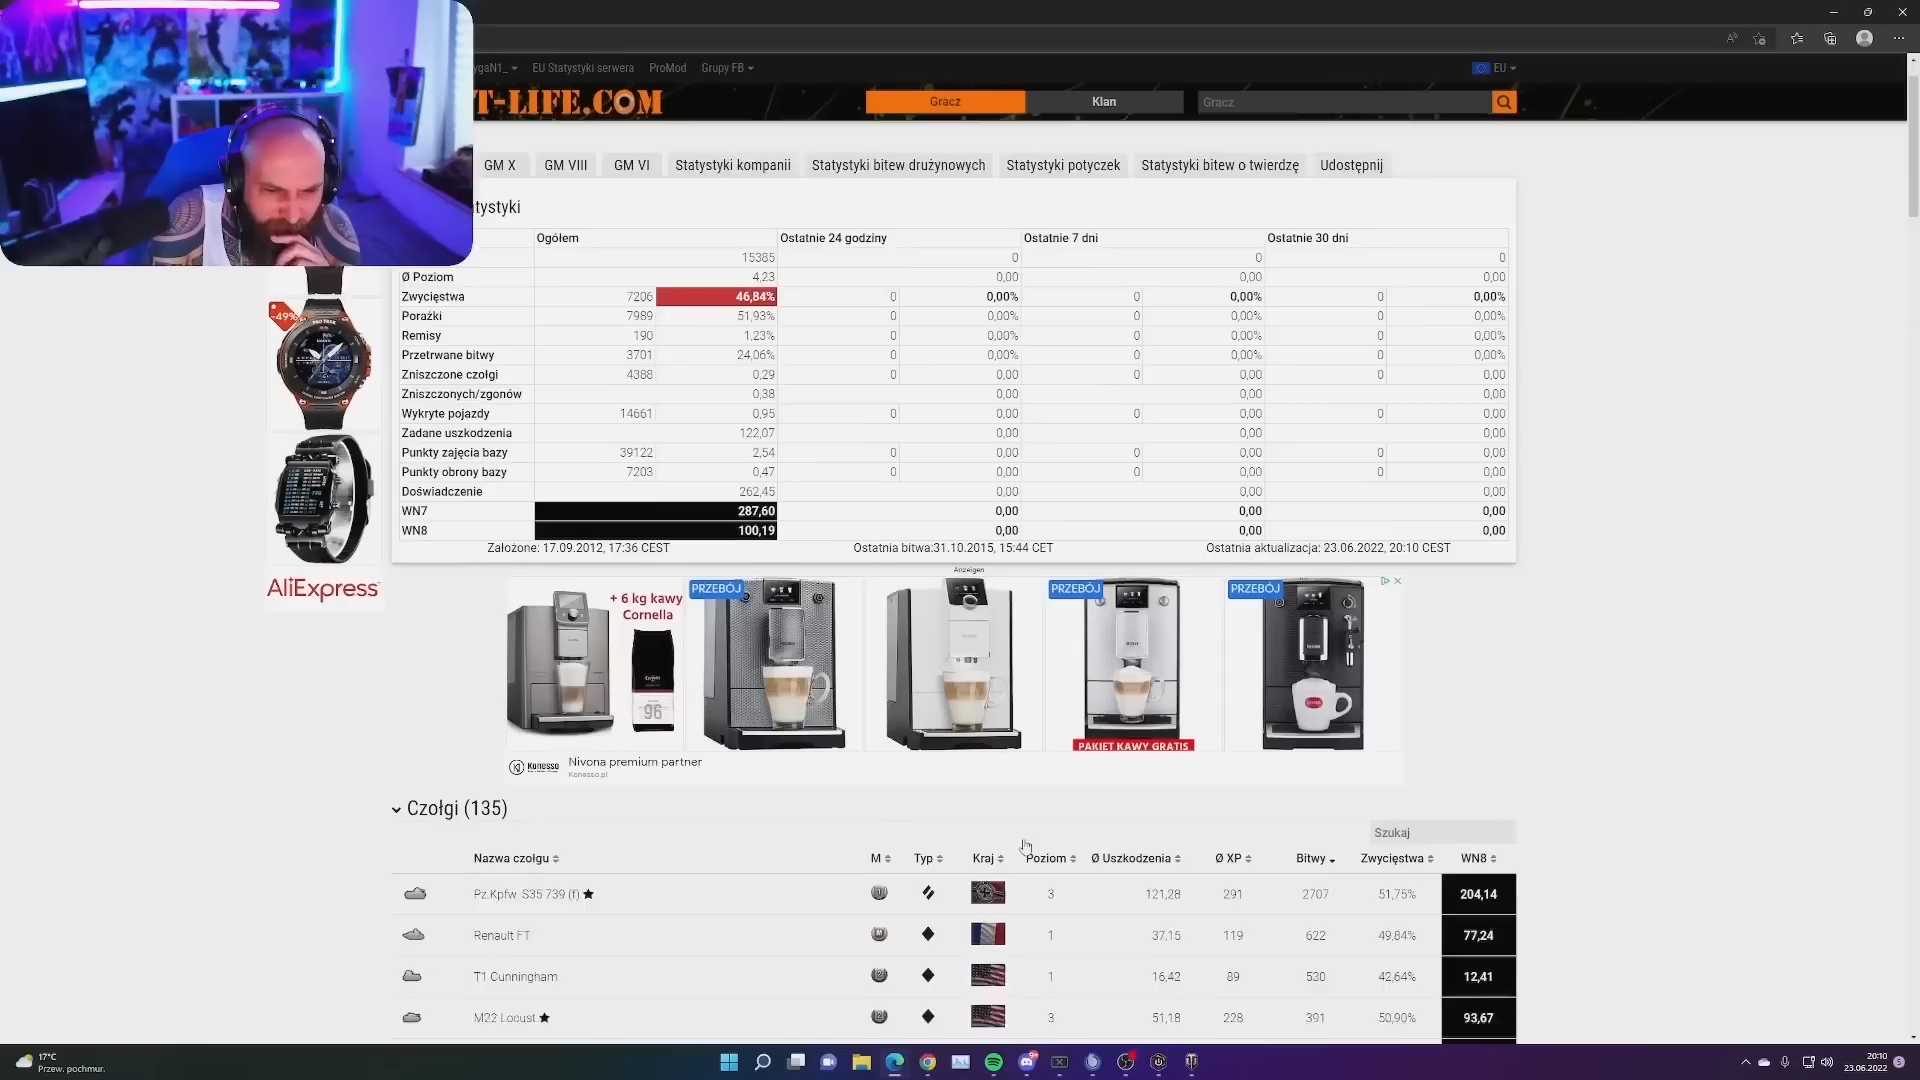 ygaN1_ EU Statystyki serwera ProMod Grupy FB EU
T-LIFE.COM Gracz Klan Gracz
GM X GM VIII GM VI Statystyki kompanii Statystyki bitew drużynowych Statystyki potyczek Statystyki bitew o twierdzę Udostępnij
tystyki
Ogółem Ostatnie 24 godziny Ostatnie 7 dni Ostatnie 30 dni
15385 0 0 0
Ø Poziom 4,23 0,00 0,00 0,00
Zwycięstwa 7206 46,84% 0 0,00% 0 0,00% 0 0,00%
Porażki 7989 51,93% 0 0,00% 0 0,00% 0 0,00%
Remisy 190 1,23% 0 0,00% 0 0,00% 0 0,00%
Przetrwane bitwy 3701 24,06% 0 0,00% 0 0,00% 0 0,00%
Zniszczone czołgi 4388 0,29 0 0,00 0 0,00 0 0,00
Zniszczonych/zgonów 0,38 0,00 0,00 0,00
Wykryte pojazdy 14661 0,95 0 0,00 0 0,00 0 0,00
Zadane uszkodzenia 122,07 0,00 0,00 0,00
Punkty zajęcia bazy 39122 2,54 0 0,00 0 0,00 0 0,00
Punkty obrony bazy 7203 0,47 0 0,00 0 0,00 0 0,00
Doświadczenie 262,45 0,00 0,00 0,00
WN7 287,60 0,00 0,00 0,00
WN8 100,19 0,00 0,00 0,00
Założone: 17.09.2012, 17:36 CEST Ostatnia bitwa:31.10.2015, 15:44 CET Ostatnia aktualizacja: 23.06.2022, 20:10 CEST
-49%
AliExpress
Anzeigen
+ 6 kg kawy
Cornella
96
PRZEBÓJ PRZEBÓJ PRZEBÓJ
PAKIET KAWY GRATIS
Konesso Nivona premium partner
Konesso.pl
Czołgi (135)
Szukaj
Nazwa czołgu M Typ Kraj Poziom Ø Uszkodzenia Ø XP Bitwy Zwycięstwa WN8
Pz.Kpfw. S35 739 (f) 3 121,28 291 2707 51,75% 204,14
Renault FT 1 37,15 119 622 49,84% 77,24
T1 Cunningham 1 16,42 89 530 42,64% 12,41
M22 Locust 3 51,18 228 391 50,90% 93,67
17°C
Przew. pochmur.
20:10
23.06.2022
5